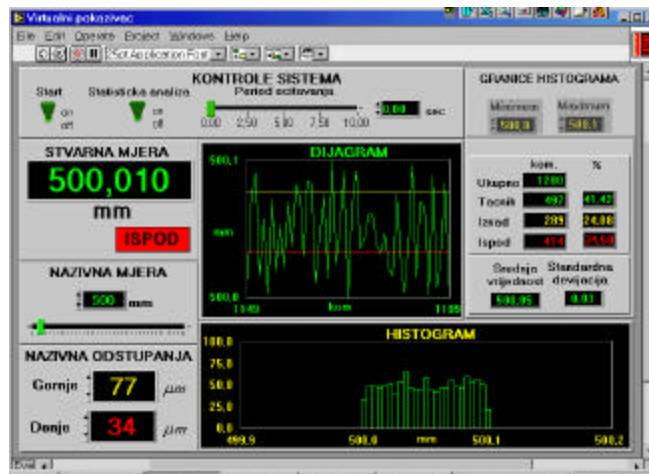 Virtualni pokazivac
File Edit Operate Project Windows Help
KONTROLE SISTEMA
Start
Statisticka analiza
Period ocitavanja
on
off
on
off
0,00 2,50 5,00 7,50 10,00
0,00 sec
GRANICE HISTOGRAMA
Minimum Maximum
500,0 500,1
STVARNA MJERA
500,010
mm
ISPOD
DIJAGRAM
500,1
mm
500,0
kom
kom. %
Ukupno 1200
Tacnih 497 41,42
Iznad 289 24,08
Ispod 414 34,50
Srednja vrijednost
Standardna devijacija
500,05 0,03
NAZIVNA MJERA
500 mm
NAZIVNA ODSTUPANJA
Gornje 77 µm
Donje 34 µm
HISTOGRAM
100,0
75,0
50,0
25,0
0,0
499,9 500,0 mm 500,1 500,2